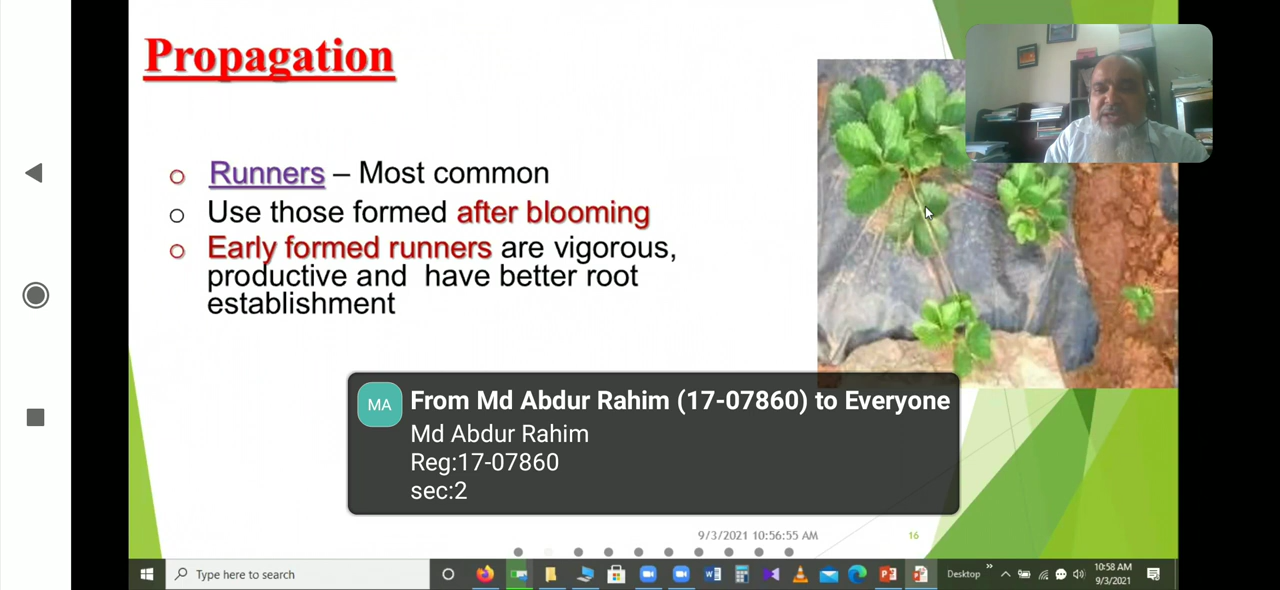 Propagation
Runners – Most common
Use those formed after blooming
Early formed runners are vigorous,
productive and have better root
establishment
MA
From Md Abdur Rahim (17-07860) to Everyone
Md Abdur Rahim
Reg:17-07860
sec:2
9/3/2021 10:56:55 AM
16
Type here to search
Desktop
10:58 AM
9/3/2021